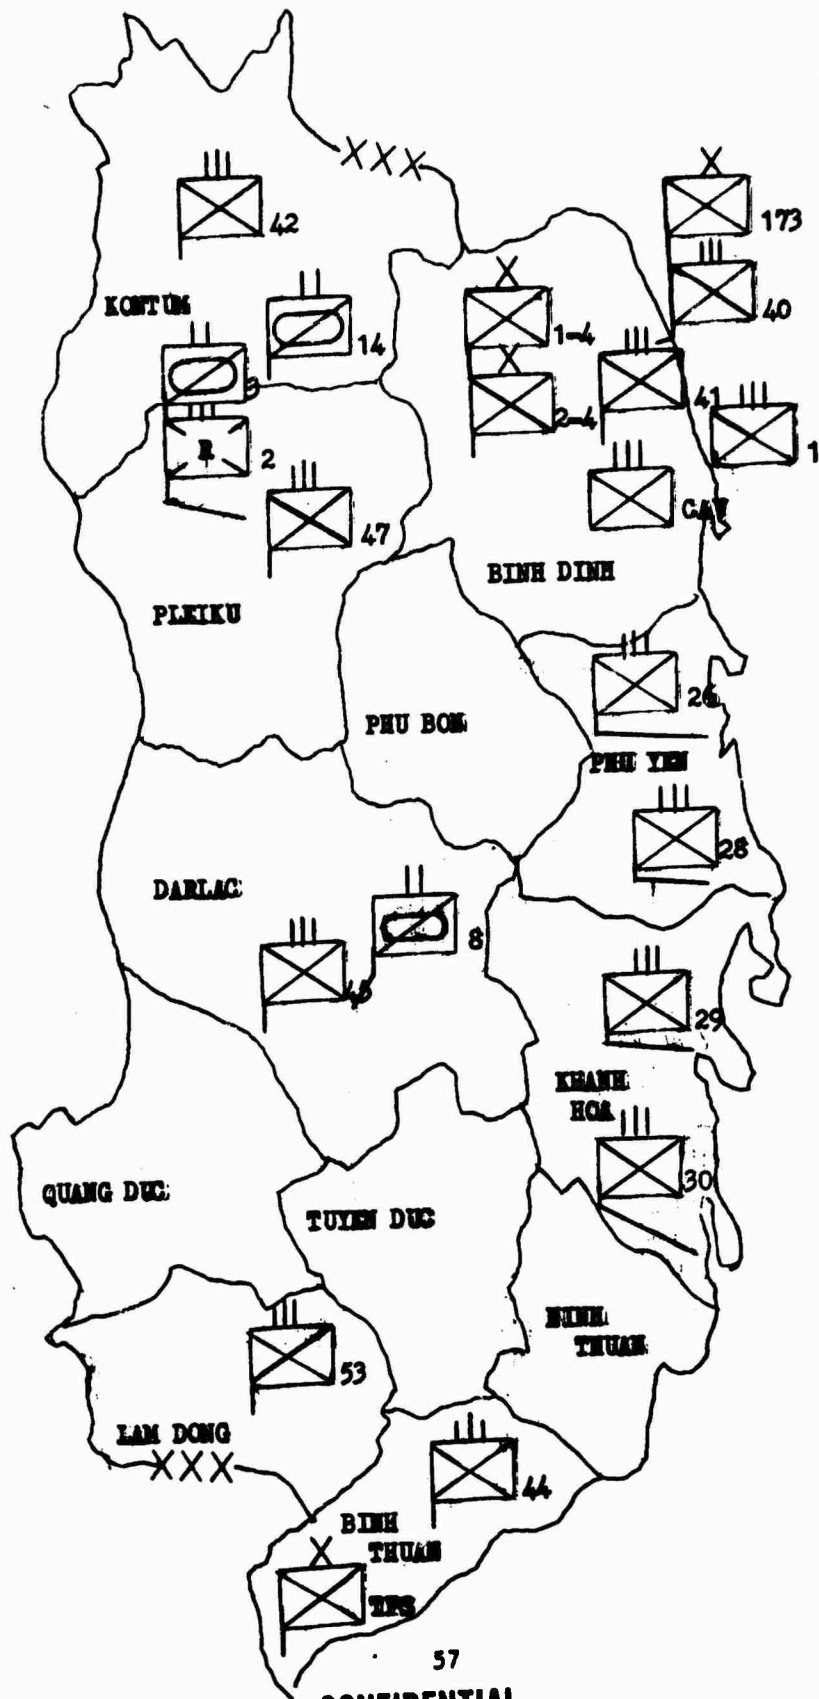 XXX
42
X
173
KONTUM
14
X
1-4
40
3
X
2-4
41
1
R
2
47
CAV
BINH DINH
PLEIKU
26
PHU BON
PHU YEN
28
DARLAC
8
45
29
KHANH
HOA
30
QUANG DUC
TUYEN DUC
NINH
THUAN
53
LAM DONG
XXX
44
BINH
THUAN
X
TFS
57
CONFIDENTIAL